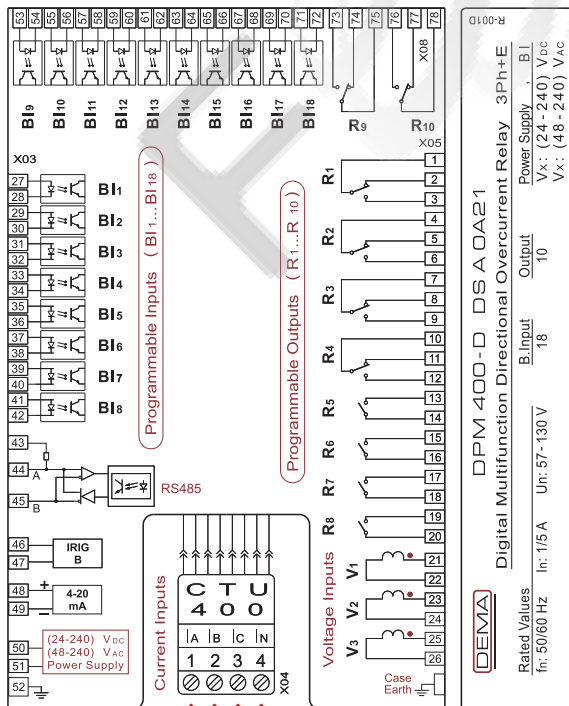 53 54 55 56 57 58 59 60 61 62 63 64 65 66 67 68 69 70 71 72 73 74 75 76 77 78
X08
BI9 BI10 BI11 BI12 BI13 BI14 BI15 BI16 BI17 BI18 R9 R10
X03
X05
27
28
BI1
29
30
BI2
31
32
BI3
33
34
BI4
35
36
BI5
37
38
BI6
39
40
BI7
41
42
BI8
43
44 A
45 B
RS485
46
47
IRIG
B
48 +
49 –
4-20
mA
50
51
(24-240) VDC
(48-240) VAC
Power Supply
52
Programmable Inputs (BI1...BI18)
Programmable Outputs (R1...R10)
R1
1
2
3
R2
4
5
6
R3
7
8
9
R4
10
11
12
R5
13
14
R6
15
16
R7
17
18
R8
19
20
V1
21
22
V2
23
24
V3
25
26
Case
Earth
Current Inputs
Voltage Inputs
C T U
4 0 0
IA IB IC IN
1 2 3 4
X04
R-001D
DPM 400-D DS A 0A21
Digital Multifunction Directional Overcurrent Relay 3Ph+E
DEMA
Rated Values
fn: 50/60 Hz In: 1/5 A Un: 57-130 V
B.Input
18
Output
10
Power Supply , B I
Vx: (24-240) VDC
Vx: (48-240) VAC